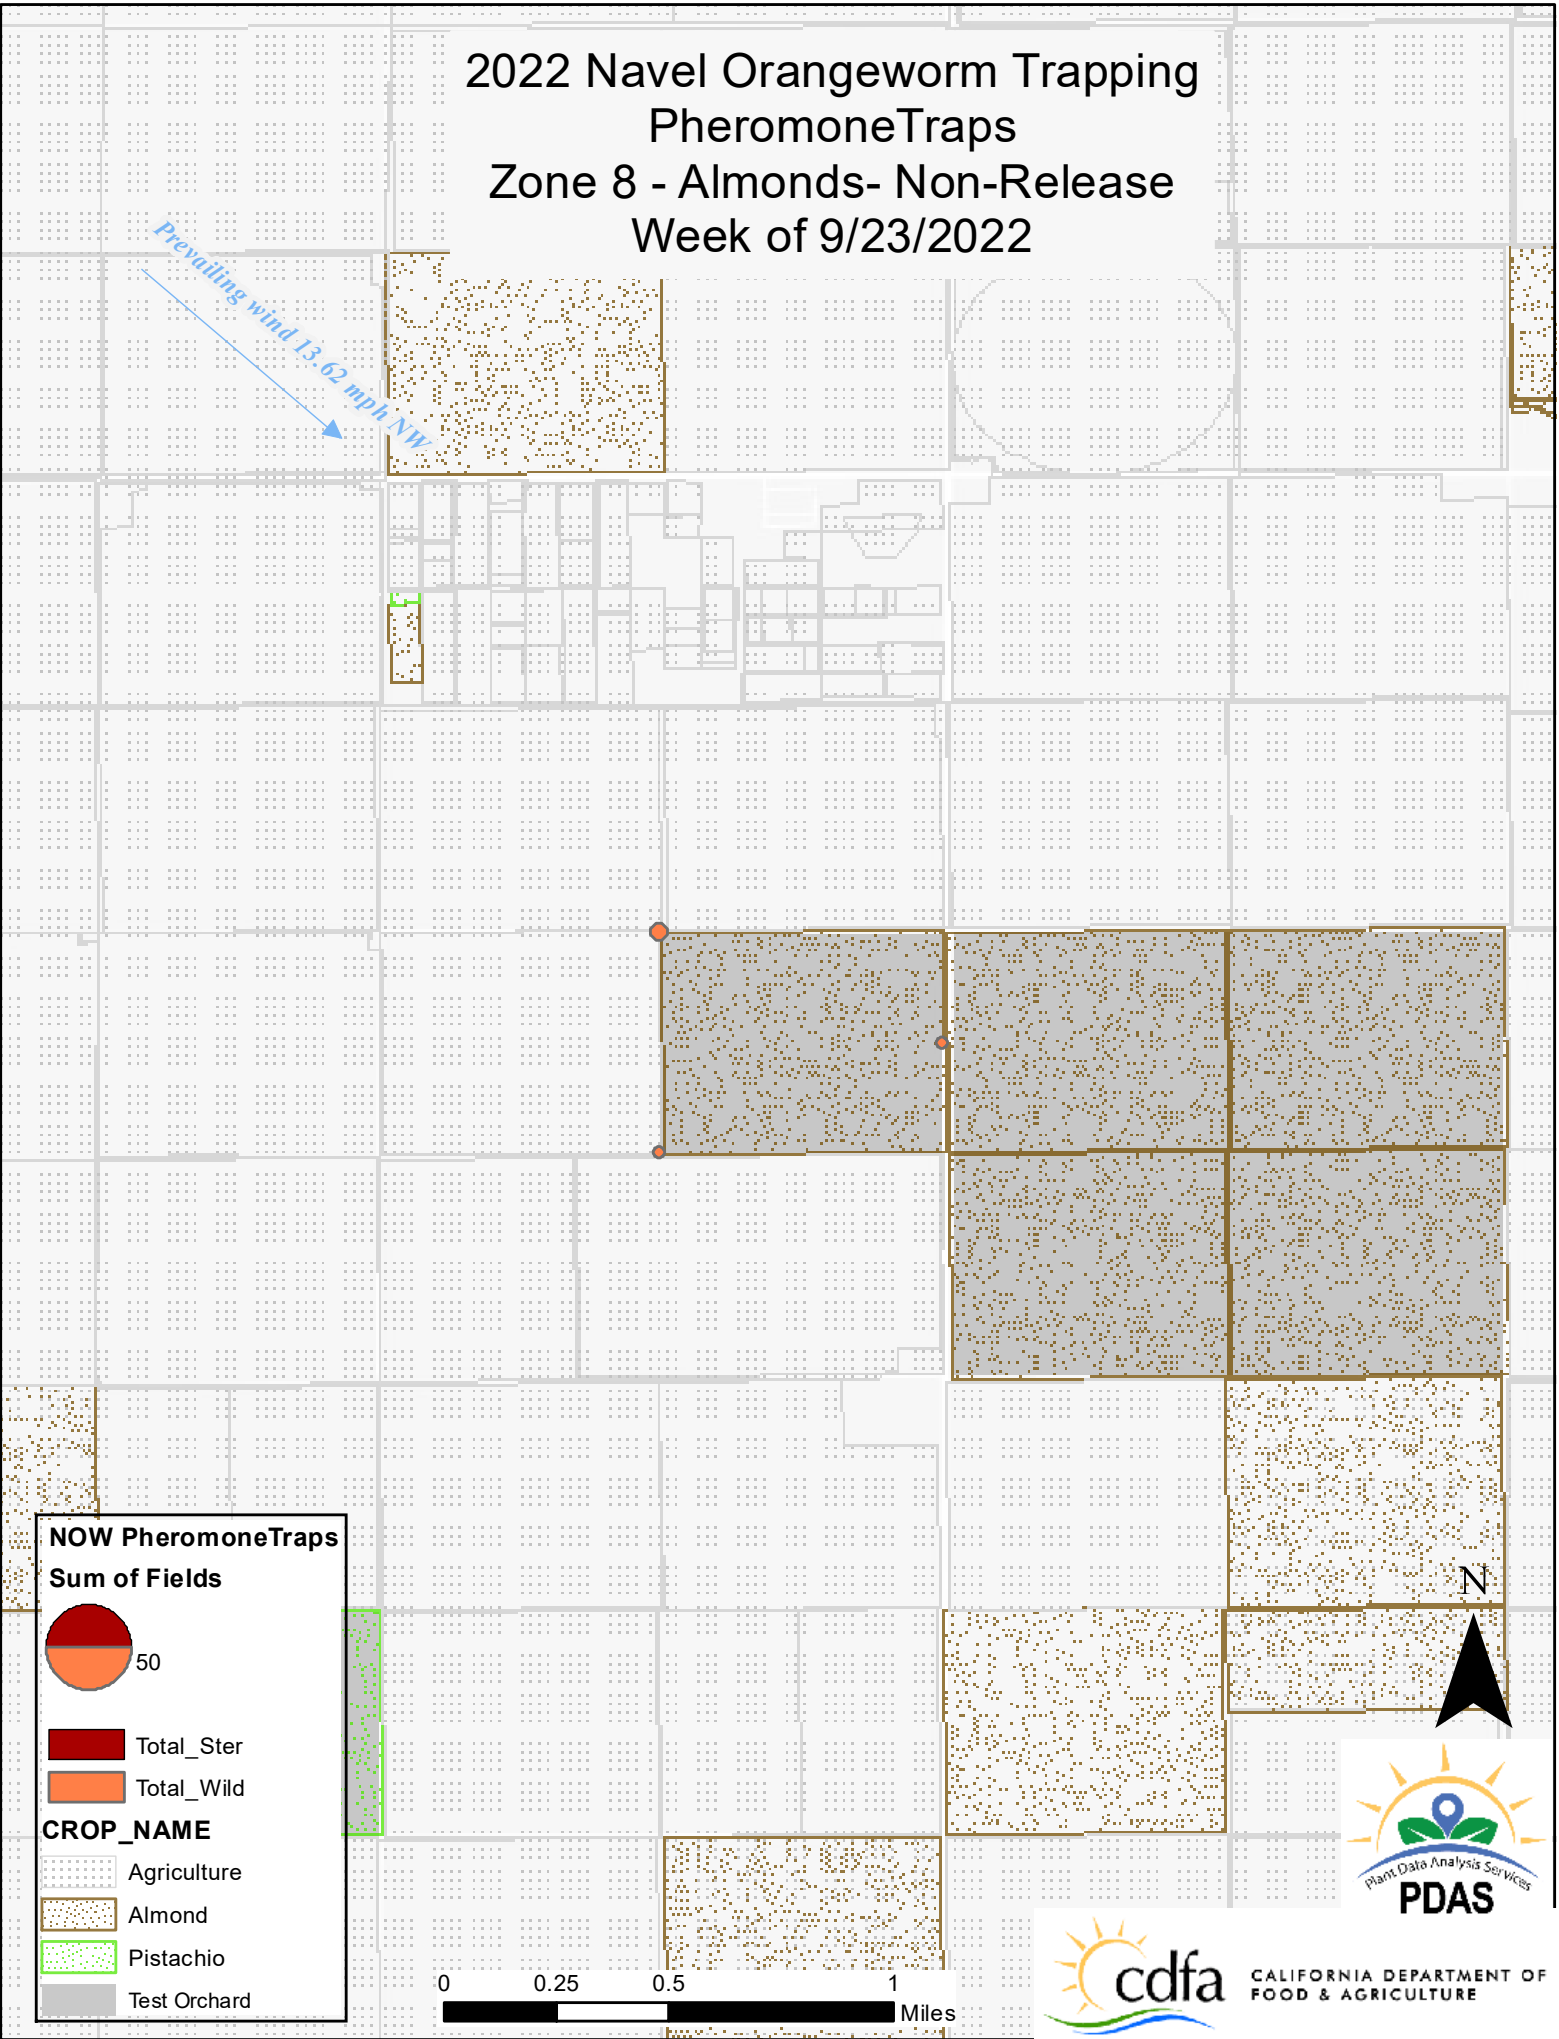 2022 Navel Orangeworm Trapping
PheromoneTraps
Zone 8 - Almonds- Non-Release
Week of 9/23/2022
Prevailing wind 13.62 mph NW
NOW PheromoneTraps
Sum of Fields
50
Total_Ster
Total_Wild
CROP_NAME
Agriculture
Almond
Pistachio
Test Orchard
0 0.25 0.5 1
Miles
N
Plant Data Analysis Services
PDAS
cdfa
CALIFORNIA DEPARTMENT OF
FOOD & AGRICULTURE